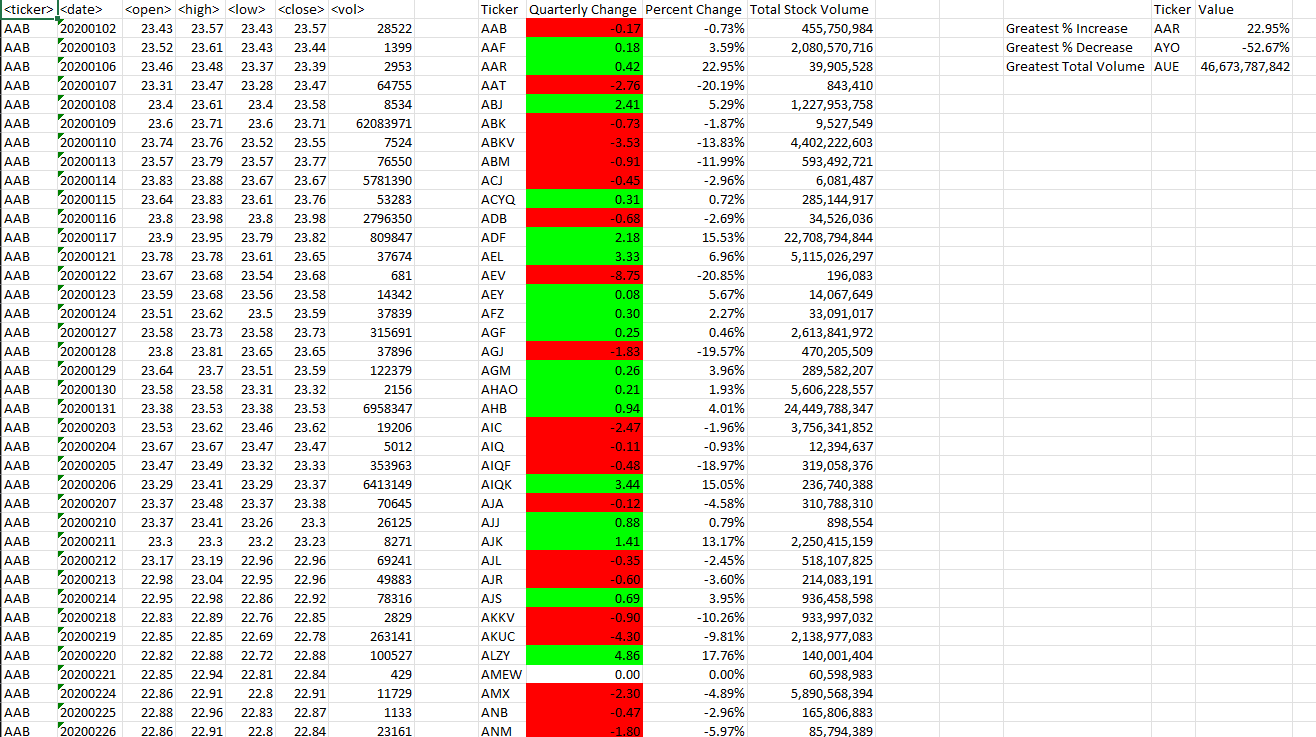 <ticker> <date> <open> <high> <low> <close> <vol> Ticker Quarterly Change Percent Change Total Stock Volume Ticker Value
AAB 20200102 23.43 23.57 23.43 23.57 28522 AAB -0.17 -0.73% 455,750,984 Greatest % Increase AAR 22.95%
AAB 20200103 23.52 23.61 23.43 23.44 1399 AAF 0.18 3.59% 2,080,570,716 Greatest % Decrease AYO -52.67%
AAB 20200106 23.46 23.48 23.37 23.39 2953 AAR 0.42 22.95% 39,905,528 Greatest Total Volume AUE 46,673,787,842
AAB 20200107 23.31 23.47 23.28 23.47 64755 AAT -2.76 -20.19% 843,410
AAB 20200108 23.4 23.61 23.4 23.58 8534 ABJ 2.41 5.29% 1,227,953,758
AAB 20200109 23.6 23.71 23.6 23.71 62083971 ABK -0.73 -1.87% 9,527,549
AAB 20200110 23.74 23.76 23.52 23.55 7524 ABKV -3.53 -13.83% 4,402,222,603
AAB 20200113 23.57 23.79 23.57 23.77 76550 ABM -0.91 -11.99% 593,492,721
AAB 20200114 23.83 23.88 23.67 23.67 5781390 ACJ -0.45 -2.96% 6,081,487
AAB 20200115 23.64 23.83 23.61 23.76 53283 ACYQ 0.31 0.72% 285,144,917
AAB 20200116 23.8 23.98 23.8 23.98 2796350 ADB -0.68 -2.69% 34,526,036
AAB 20200117 23.9 23.95 23.79 23.82 809847 ADF 2.18 15.53% 22,708,794,844
AAB 20200121 23.78 23.78 23.61 23.65 37674 AEL 3.33 6.96% 5,115,026,297
AAB 20200122 23.67 23.68 23.54 23.68 681 AEV -8.75 -20.85% 196,083
AAB 20200123 23.59 23.68 23.56 23.58 14342 AEY 0.08 5.67% 14,067,649
AAB 20200124 23.51 23.62 23.5 23.59 37839 AFZ 0.30 2.27% 33,091,017
AAB 20200127 23.58 23.73 23.58 23.73 315691 AGF 0.25 0.46% 2,613,841,972
AAB 20200128 23.8 23.81 23.65 23.65 37896 AGJ -1.83 -19.57% 470,205,509
AAB 20200129 23.64 23.7 23.51 23.59 122379 AGM 0.26 3.96% 289,582,207
AAB 20200130 23.58 23.58 23.31 23.32 2156 AHAO 0.21 1.93% 5,606,228,557
AAB 20200131 23.38 23.53 23.38 23.53 6958347 AHB 0.94 4.01% 24,449,788,347
AAB 20200203 23.53 23.62 23.46 23.62 19206 AIC -2.47 -1.96% 3,756,341,852
AAB 20200204 23.67 23.67 23.47 23.47 5012 AIQ -0.11 -0.93% 12,394,637
AAB 20200205 23.47 23.49 23.32 23.33 353963 AIQF -0.48 -18.97% 319,058,376
AAB 20200206 23.29 23.41 23.29 23.37 6413149 AIQK 3.44 15.05% 236,740,388
AAB 20200207 23.37 23.48 23.37 23.38 70645 AJA -0.12 -4.58% 310,788,310
AAB 20200210 23.37 23.41 23.26 23.3 26125 AJJ 0.88 0.79% 898,554
AAB 20200211 23.3 23.3 23.2 23.23 8271 AJK 1.41 13.17% 2,250,415,159
AAB 20200212 23.17 23.19 22.96 22.96 69241 AJL -0.35 -2.45% 518,107,825
AAB 20200213 22.98 23.04 22.95 22.96 49883 AJR -0.60 -3.60% 214,083,191
AAB 20200214 22.95 22.98 22.86 22.92 78316 AJS 0.69 3.95% 936,458,598
AAB 20200218 22.83 22.89 22.76 22.85 2829 AKKV -0.90 -10.26% 933,997,032
AAB 20200219 22.85 22.85 22.69 22.78 263141 AKUC -4.30 -9.81% 2,138,977,083
AAB 20200220 22.82 22.88 22.72 22.88 100527 ALZY 4.86 17.76% 140,001,404
AAB 20200221 22.85 22.94 22.81 22.84 429 AMEW 0.00 0.00% 60,598,983
AAB 20200224 22.86 22.91 22.8 22.91 11729 AMX -2.30 -4.89% 5,890,568,394
AAB 20200225 22.88 22.96 22.83 22.87 1133 ANB -0.47 -2.96% 165,806,883
AAB 20200226 22.86 22.91 22.8 22.84 23161 ANM -1.80 -5.97% 85,794,389